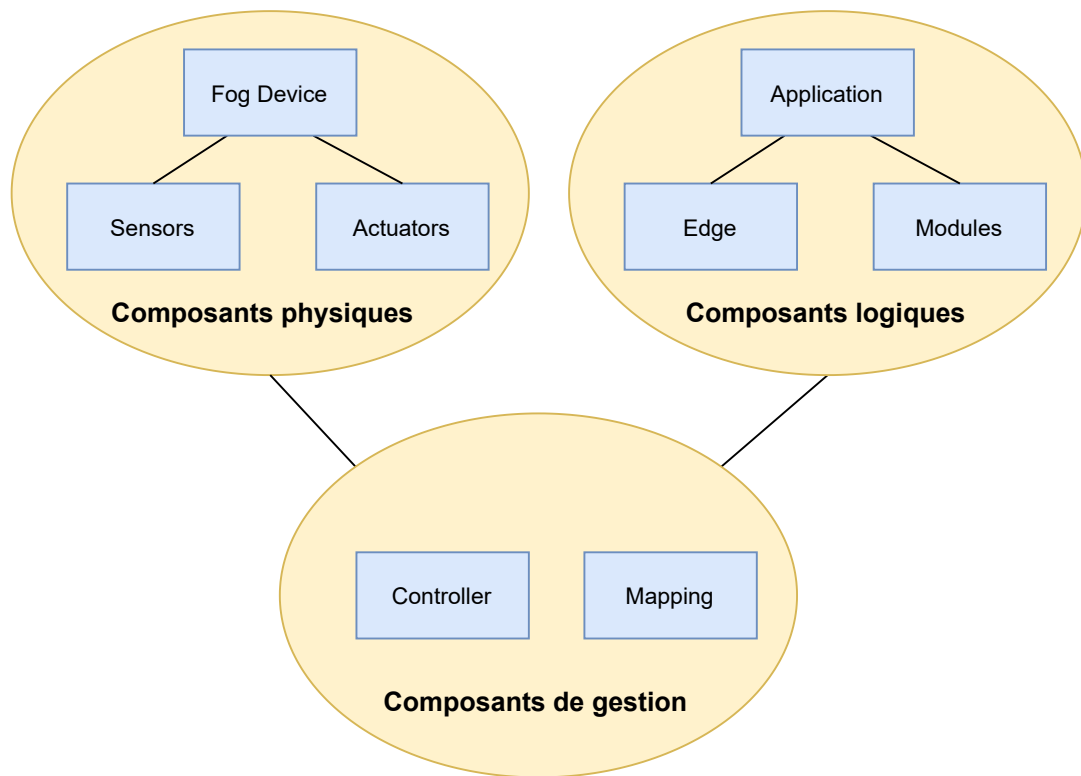 Fog Device
Sensors
Actuators
Composants physiques
Application
Edge
Modules
Composants logiques
Controller
Mapping
Composants de gestion